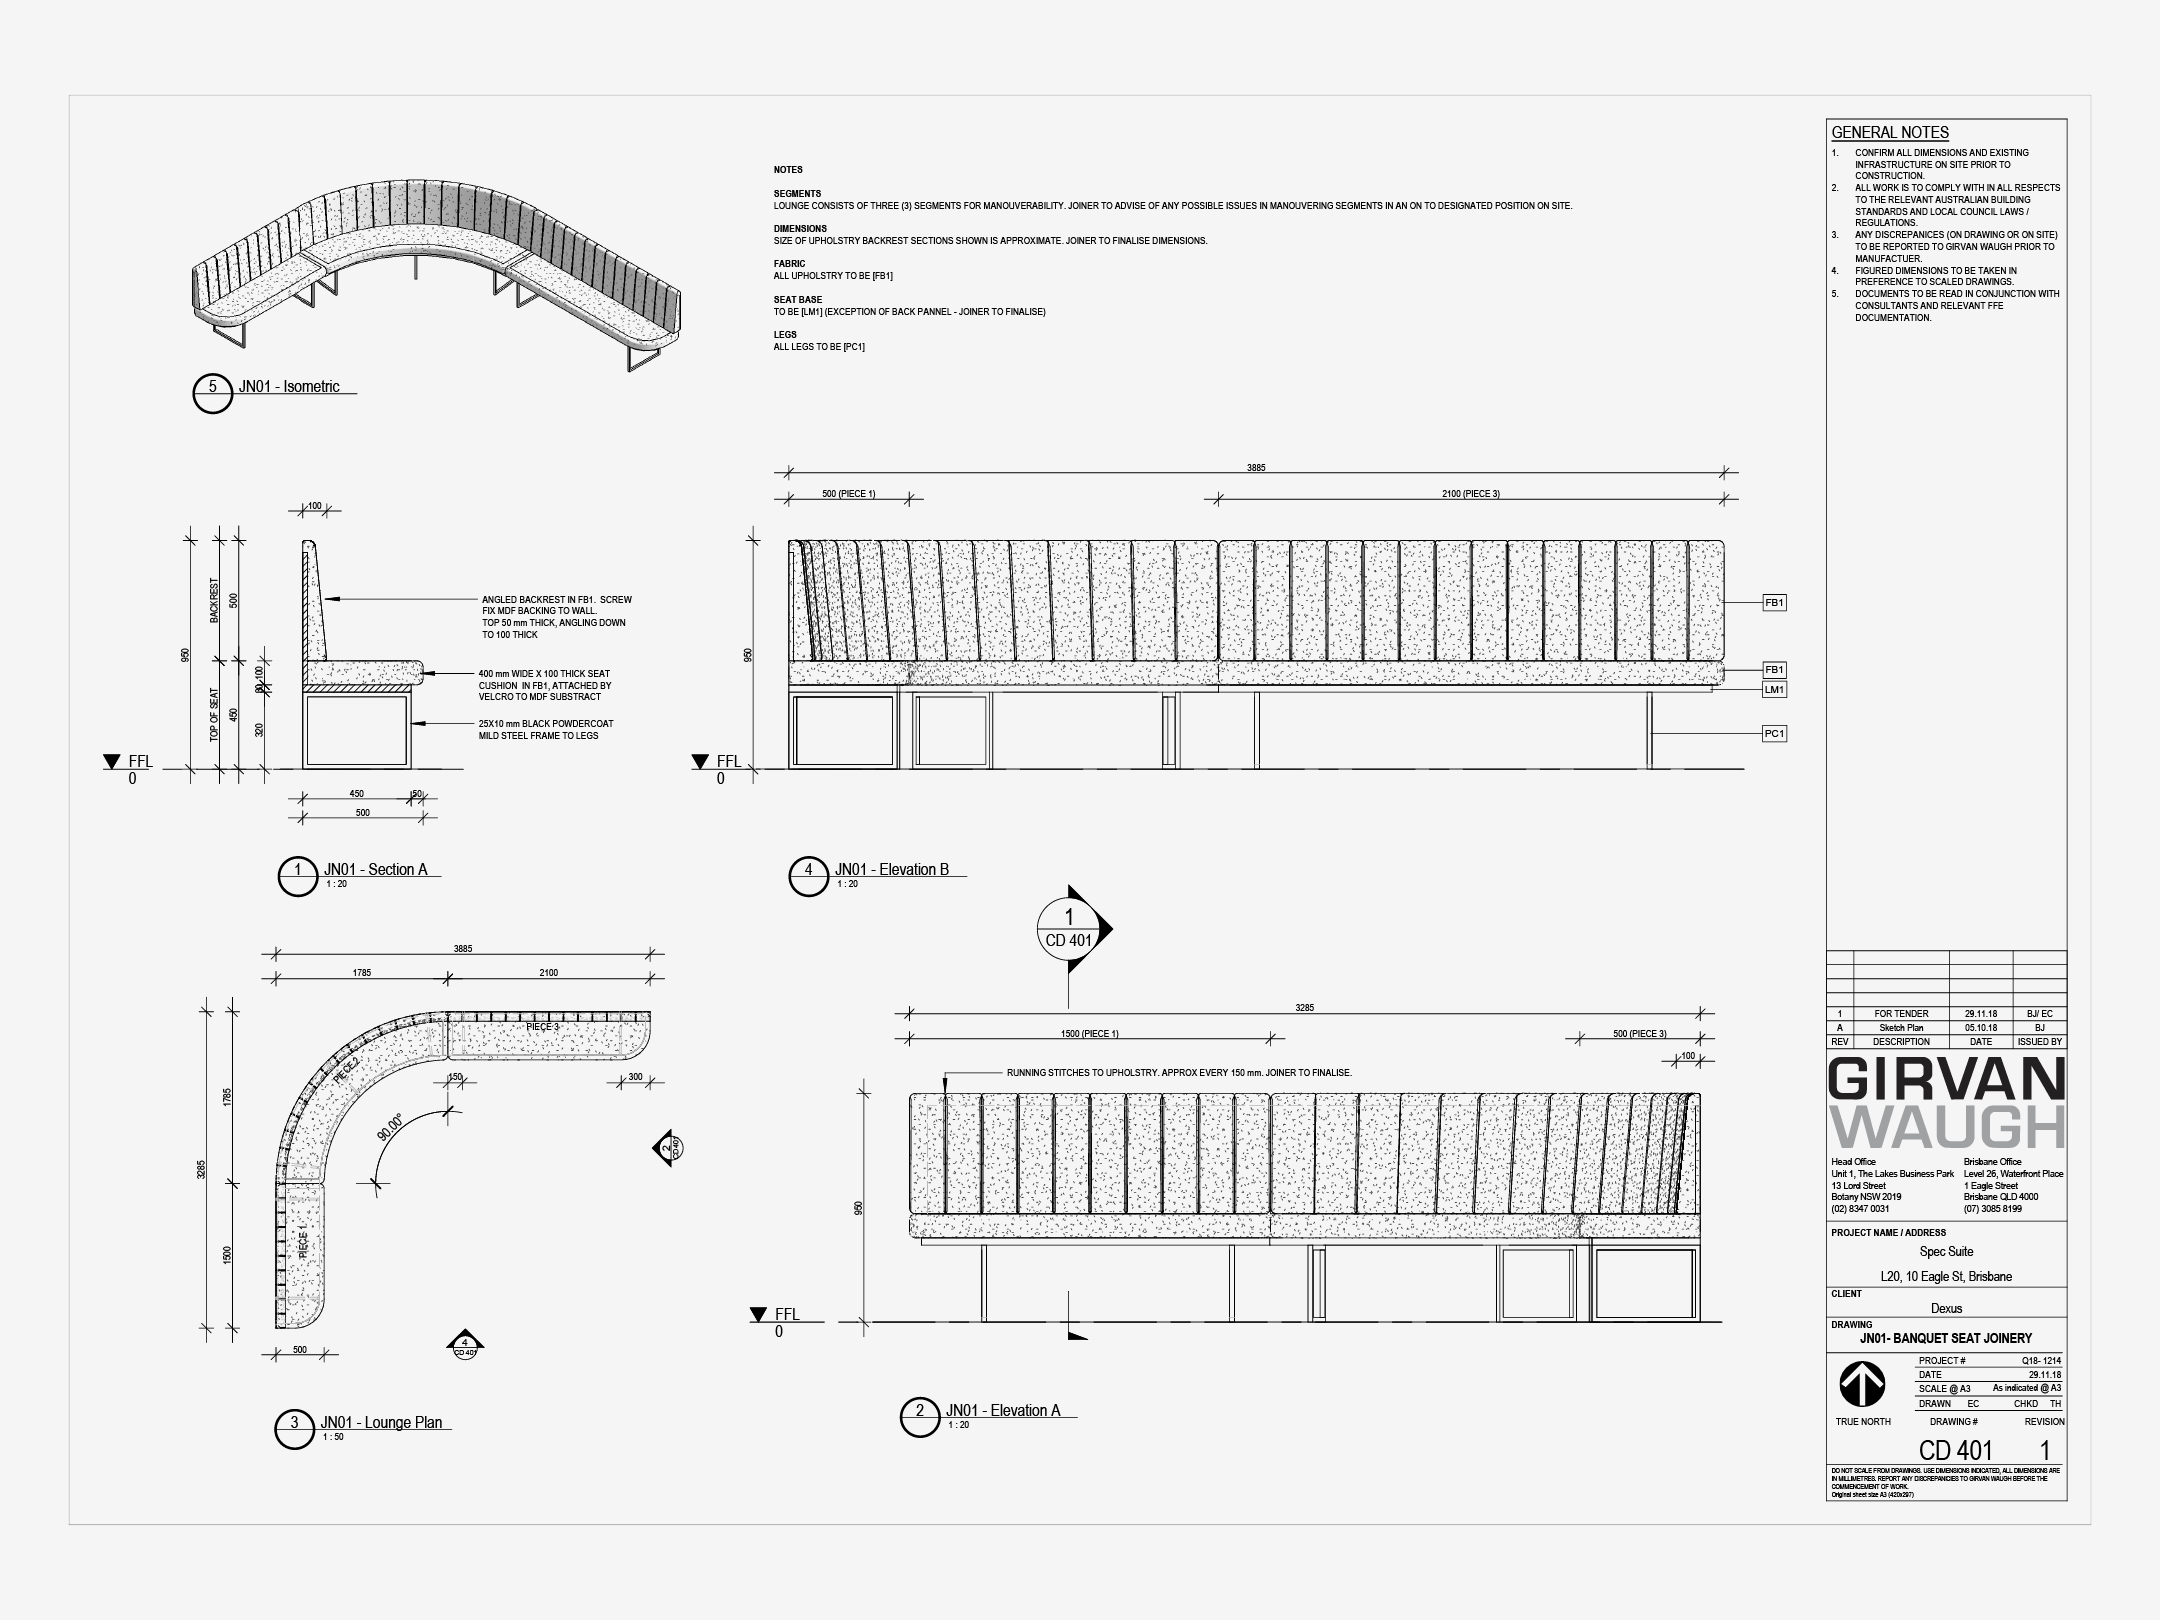 NOTES
SEGMENTS
LOUNGE CONSISTS OF THREE (3) SEGMENTS FOR MANOUVERABILITY. JOINER TO ADVISE OF ANY POSSIBLE ISSUES IN MANOUVERING SEGMENTS IN AN ON TO DESIGNATED POSITION ON SITE.
DIMENSIONS
SIZE OF UPHOLSTRY BACKREST SECTIONS SHOWN IS APPROXIMATE. JOINER TO FINALISE DIMENSIONS.
FABRIC
ALL UPHOLSTRY TO BE [FB1]
SEAT BASE
TO BE [LM1] (EXCEPTION OF BACK PANNEL - JOINER TO FINALISE)
LEGS
ALL LEGS TO BE [PC1]
5 JN01 - Isometric
100
950
BACKREST
500
TOP OF SEAT
450
100
30
320
ANGLED BACKREST IN FB1. SCREW
FIX MDF BACKING TO WALL.
TOP 50 mm THICK, ANGLING DOWN
TO 100 THICK
400 mm WIDE X 100 THICK SEAT
CUSHION IN FB1, ATTACHED BY
VELCRO TO MDF SUBSTRACT
25X10 mm BLACK POWDERCOAT
MILD STEEL FRAME TO LEGS
FFL
0
450
50
500
1 JN01 - Section A
1 : 20
3885
500 (PIECE 1)
2100 (PIECE 3)
950
FB1
FB1
LM1
PC1
FFL
0
4 JN01 - Elevation B
1 : 20
1
CD 401
3885
1785
2100
3285
1785
1500
PIECE 3
PIECE 2
PIECE 1
150
300
90.00°
2
CD 401
4
CD 401
500
3 JN01 - Lounge Plan
1 : 50
3285
1500 (PIECE 1)
500 (PIECE 3)
100
RUNNING STITCHES TO UPHOLSTRY. APPROX EVERY 150 mm. JOINER TO FINALISE.
950
FFL
0
2 JN01 - Elevation A
1 : 20
GENERAL NOTES
1. CONFIRM ALL DIMENSIONS AND EXISTING
INFRASTRUCTURE ON SITE PRIOR TO
CONSTRUCTION.
2. ALL WORK IS TO COMPLY WITH IN ALL RESPECTS
TO THE RELEVANT AUSTRALIAN BUILDING
STANDARDS AND LOCAL COUNCIL LAWS /
REGULATIONS.
3. ANY DISCREPANICES (ON DRAWING OR ON SITE)
TO BE REPORTED TO GIRVAN WAUGH PRIOR TO
MANUFACTUER.
4. FIGURED DIMENSIONS TO BE TAKEN IN
PREFERENCE TO SCALED DRAWINGS.
5. DOCUMENTS TO BE READ IN CONJUNCTION WITH
CONSULTANTS AND RELEVANT FFE
DOCUMENTATION.
1 FOR TENDER 29.11.18 BJ/ EC
A Sketch Plan 05.10.18 BJ
REV DESCRIPTION DATE ISSUED BY
GIRVAN
WAUGH
Head Office Brisbane Office
Unit 1, The Lakes Business Park Level 26, Waterfront Place
13 Lord Street 1 Eagle Street
Botany NSW 2019 Brisbane QLD 4000
(02) 8347 0031 (07) 3085 8199
PROJECT NAME / ADDRESS
Spec Suite
L20, 10 Eagle St, Brisbane
CLIENT
Dexus
DRAWING
JN01- BANQUET SEAT JOINERY
PROJECT # Q18- 1214
DATE 29.11.18
SCALE @ A3 As indicated @ A3
DRAWN EC CHKD TH
TRUE NORTH DRAWING # REVISION
CD 401 1
DO NOT SCALE FROM DRAWINGS. USE DIMENSIONS INDICATED, ALL DIMENSIONS ARE
IN MILLIMETRES. REPORT ANY DISCREPANCIES TO GIRVAN WAUGH BEFORE THE
COMMENCEMENT OF WORK.
Original sheet size A3 (420x297)